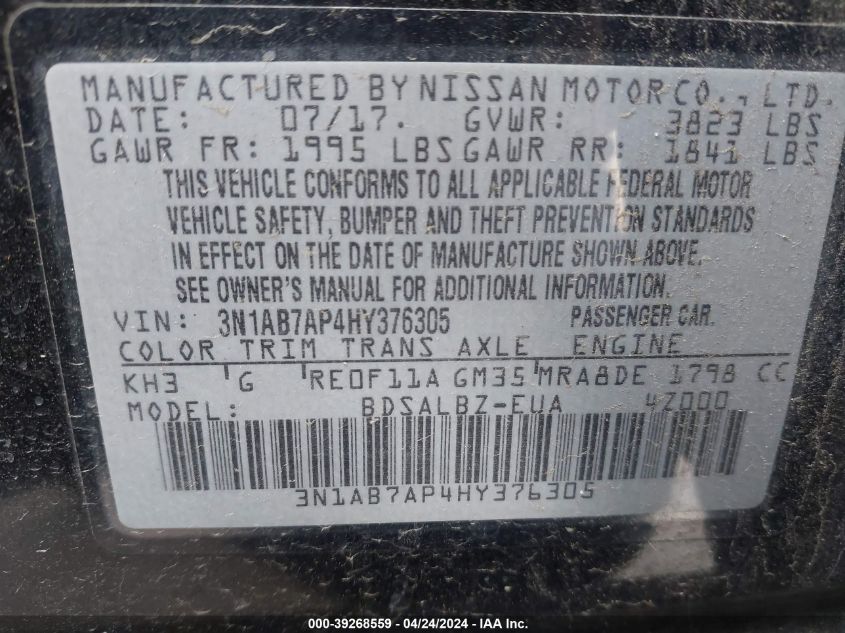 MANUFACTURED BY NISSAN MOTOR CO., LTD.
DATE: 07/17. GVWR: 3823 LBS
GAWR FR: 1995 LBS GAWR RR: 1841 LBS
THIS VEHICLE CONFORMS TO ALL APPLICABLE FEDERAL MOTOR
VEHICLE SAFETY, BUMPER AND THEFT PREVENTION STANDARDS
IN EFFECT ON THE DATE OF MANUFACTURE SHOWN ABOVE.
SEE OWNER'S MANUAL FOR ADDITIONAL INFORMATION.
VIN: 3N1AB7AP4HY376305 PASSENGER CAR.
COLOR TRIM TRANS AXLE ENGINE
KH3 G RE0F11A GM35 MRA8DE 1798 CC
MODEL: BDSALBZ-EUA 4Z000
3N1AB7AP4HY376305
000-39268559 - 04/24/2024 - IAA Inc.